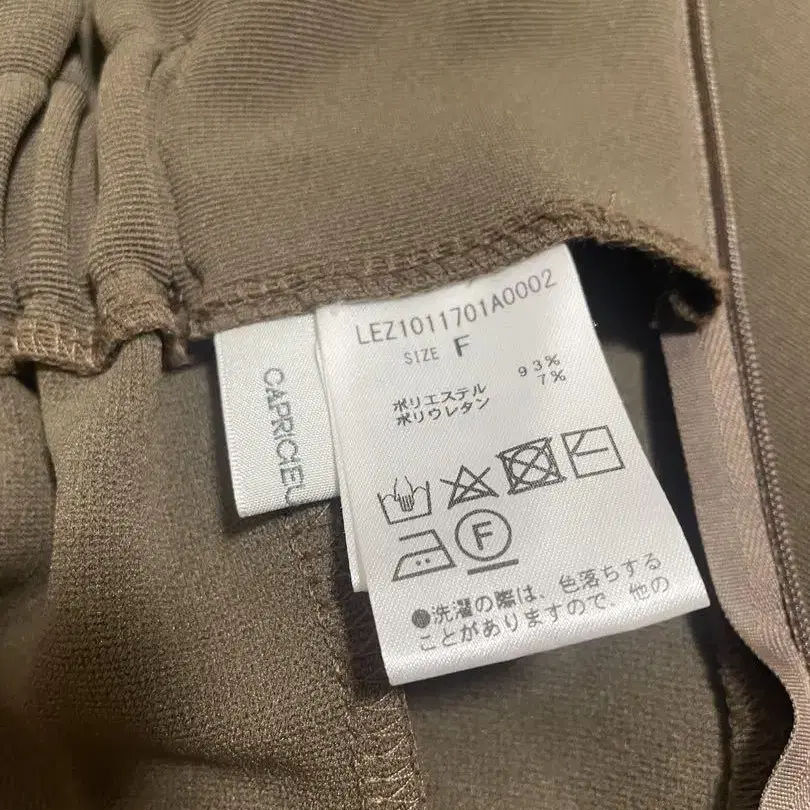 LEZ1011701A0002
SIZE F
ポリエステル 93%
ポリウレタン 7%
F
●洗濯の際は、色落ちする
ことがありますので、他の
CAPRICIEU